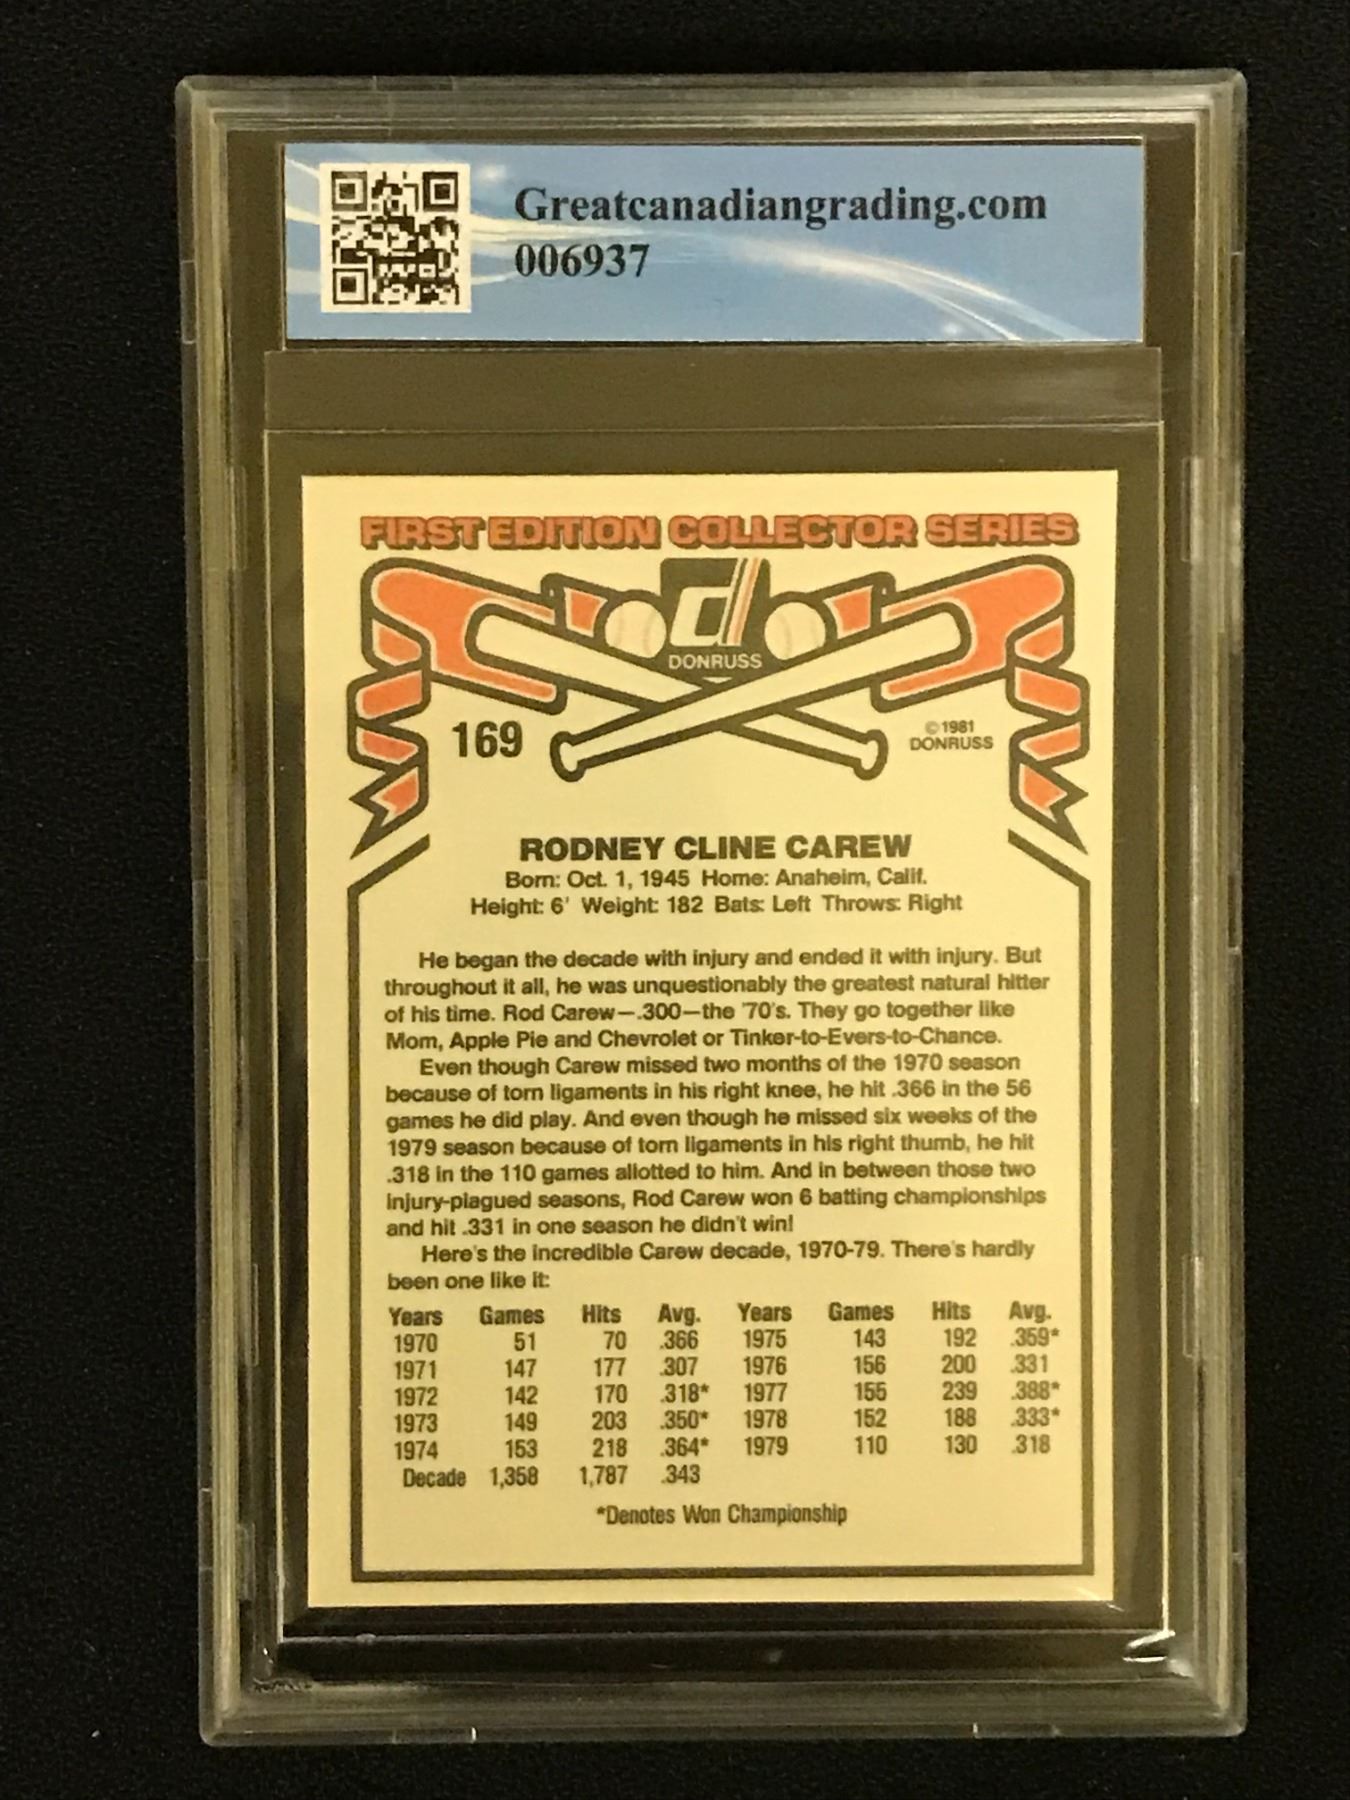 Greatcanadiangrading.com
006937
FIRST EDITION COLLECTOR SERIES
d
DONRUSS
169
©1981
DONRUSS
RODNEY CLINE CAREW
Born: Oct. 1, 1945 Home: Anaheim, Calif.
Height: 6' Weight: 182 Bats: Left Throws: Right
He began the decade with injury and ended it with injury. But
throughout it all, he was unquestionably the greatest natural hitter
of his time. Rod Carew—.300—the '70's. They go together like
Mom, Apple Pie and Chevrolet or Tinker-to-Evers-to-Chance.
Even though Carew missed two months of the 1970 season
because of torn ligaments in his right knee, he hit .366 in the 56
games he did play. And even though he missed six weeks of the
1979 season because of torn ligaments in his right thumb, he hit
.318 in the 110 games allotted to him. And in between those two
injury-plagued seasons, Rod Carew won 6 batting championships
and hit .331 in one season he didn't win!
Here's the incredible Carew decade, 1970-79. There's hardly
been one like it:
Years Games Hits Avg. Years Games Hits Avg.
1970 51 70 .366 1975 143 192 .359*
1971 147 177 .307 1976 156 200 .331
1972 142 170 .318* 1977 155 239 .388*
1973 149 203 .350* 1978 152 188 .333*
1974 153 218 .364* 1979 110 130 .318
Decade 1,358 1,787 .343
*Denotes Won Championship